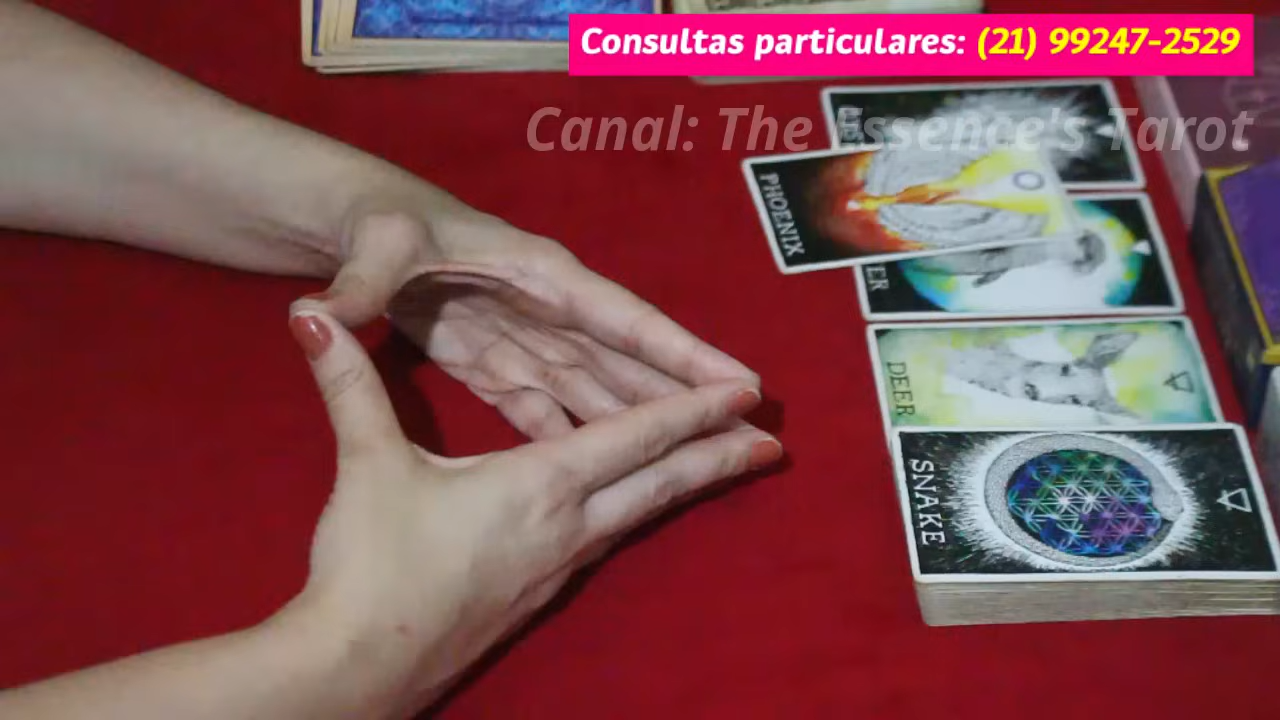 Consultas particulares: (21) 99247-2529
Canal: The Essence's Tarot
PHOENIX
DEER
SNAKE